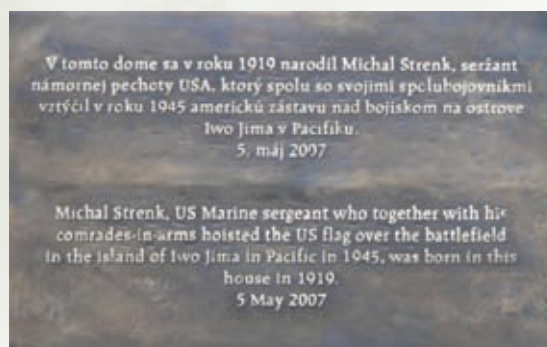 V tomto dome sa v roku 1919 narodil Michal Strenk, seržant
námornej pechoty USA, ktorý spolu so svojimi spolubojovníkmi
vztýčil v roku 1945 americkú zástavu nad bojiskom na ostrove
Iwo Jima v Pacifiku.
5. máj 2007
Michal Strenk, US Marine sergeant who together with his
comrades-in-arms hoisted the US flag over the battlefield
in the island of Iwo Jima in Pacific in 1945, was born in this
house in 1919.
5 May 2007